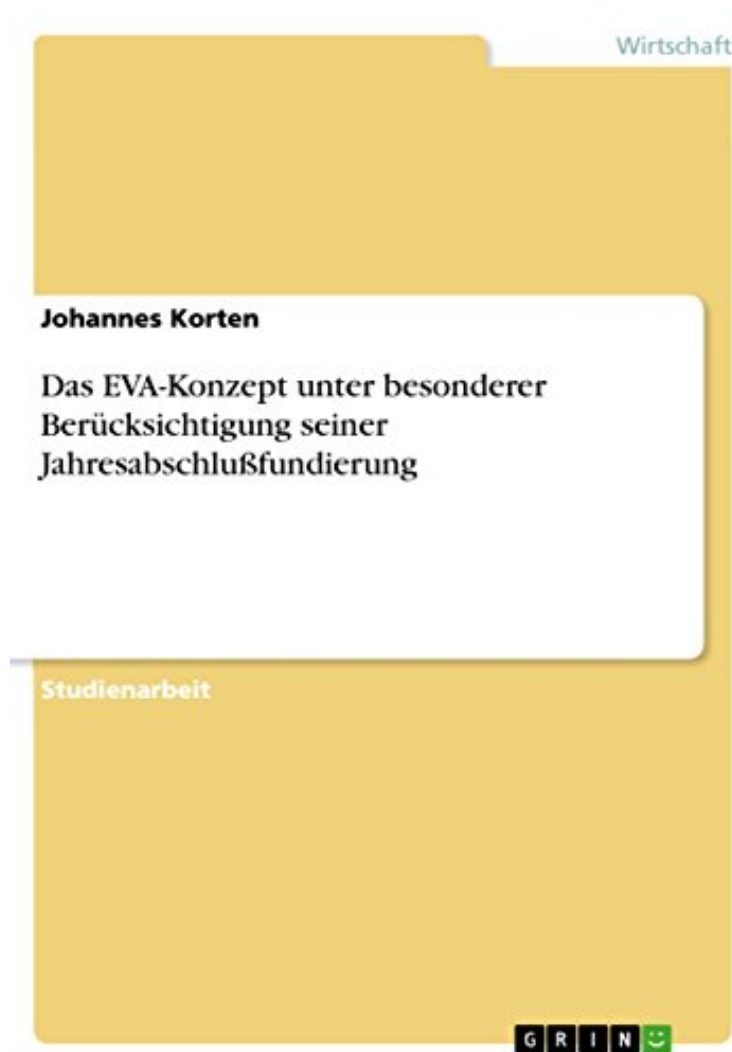 Wirtschaft
Johannes Korten
Das EVA-Konzept unter besonderer
Berücksichtigung seiner
Jahresabschlußfundierung
Studienarbeit
GRIN